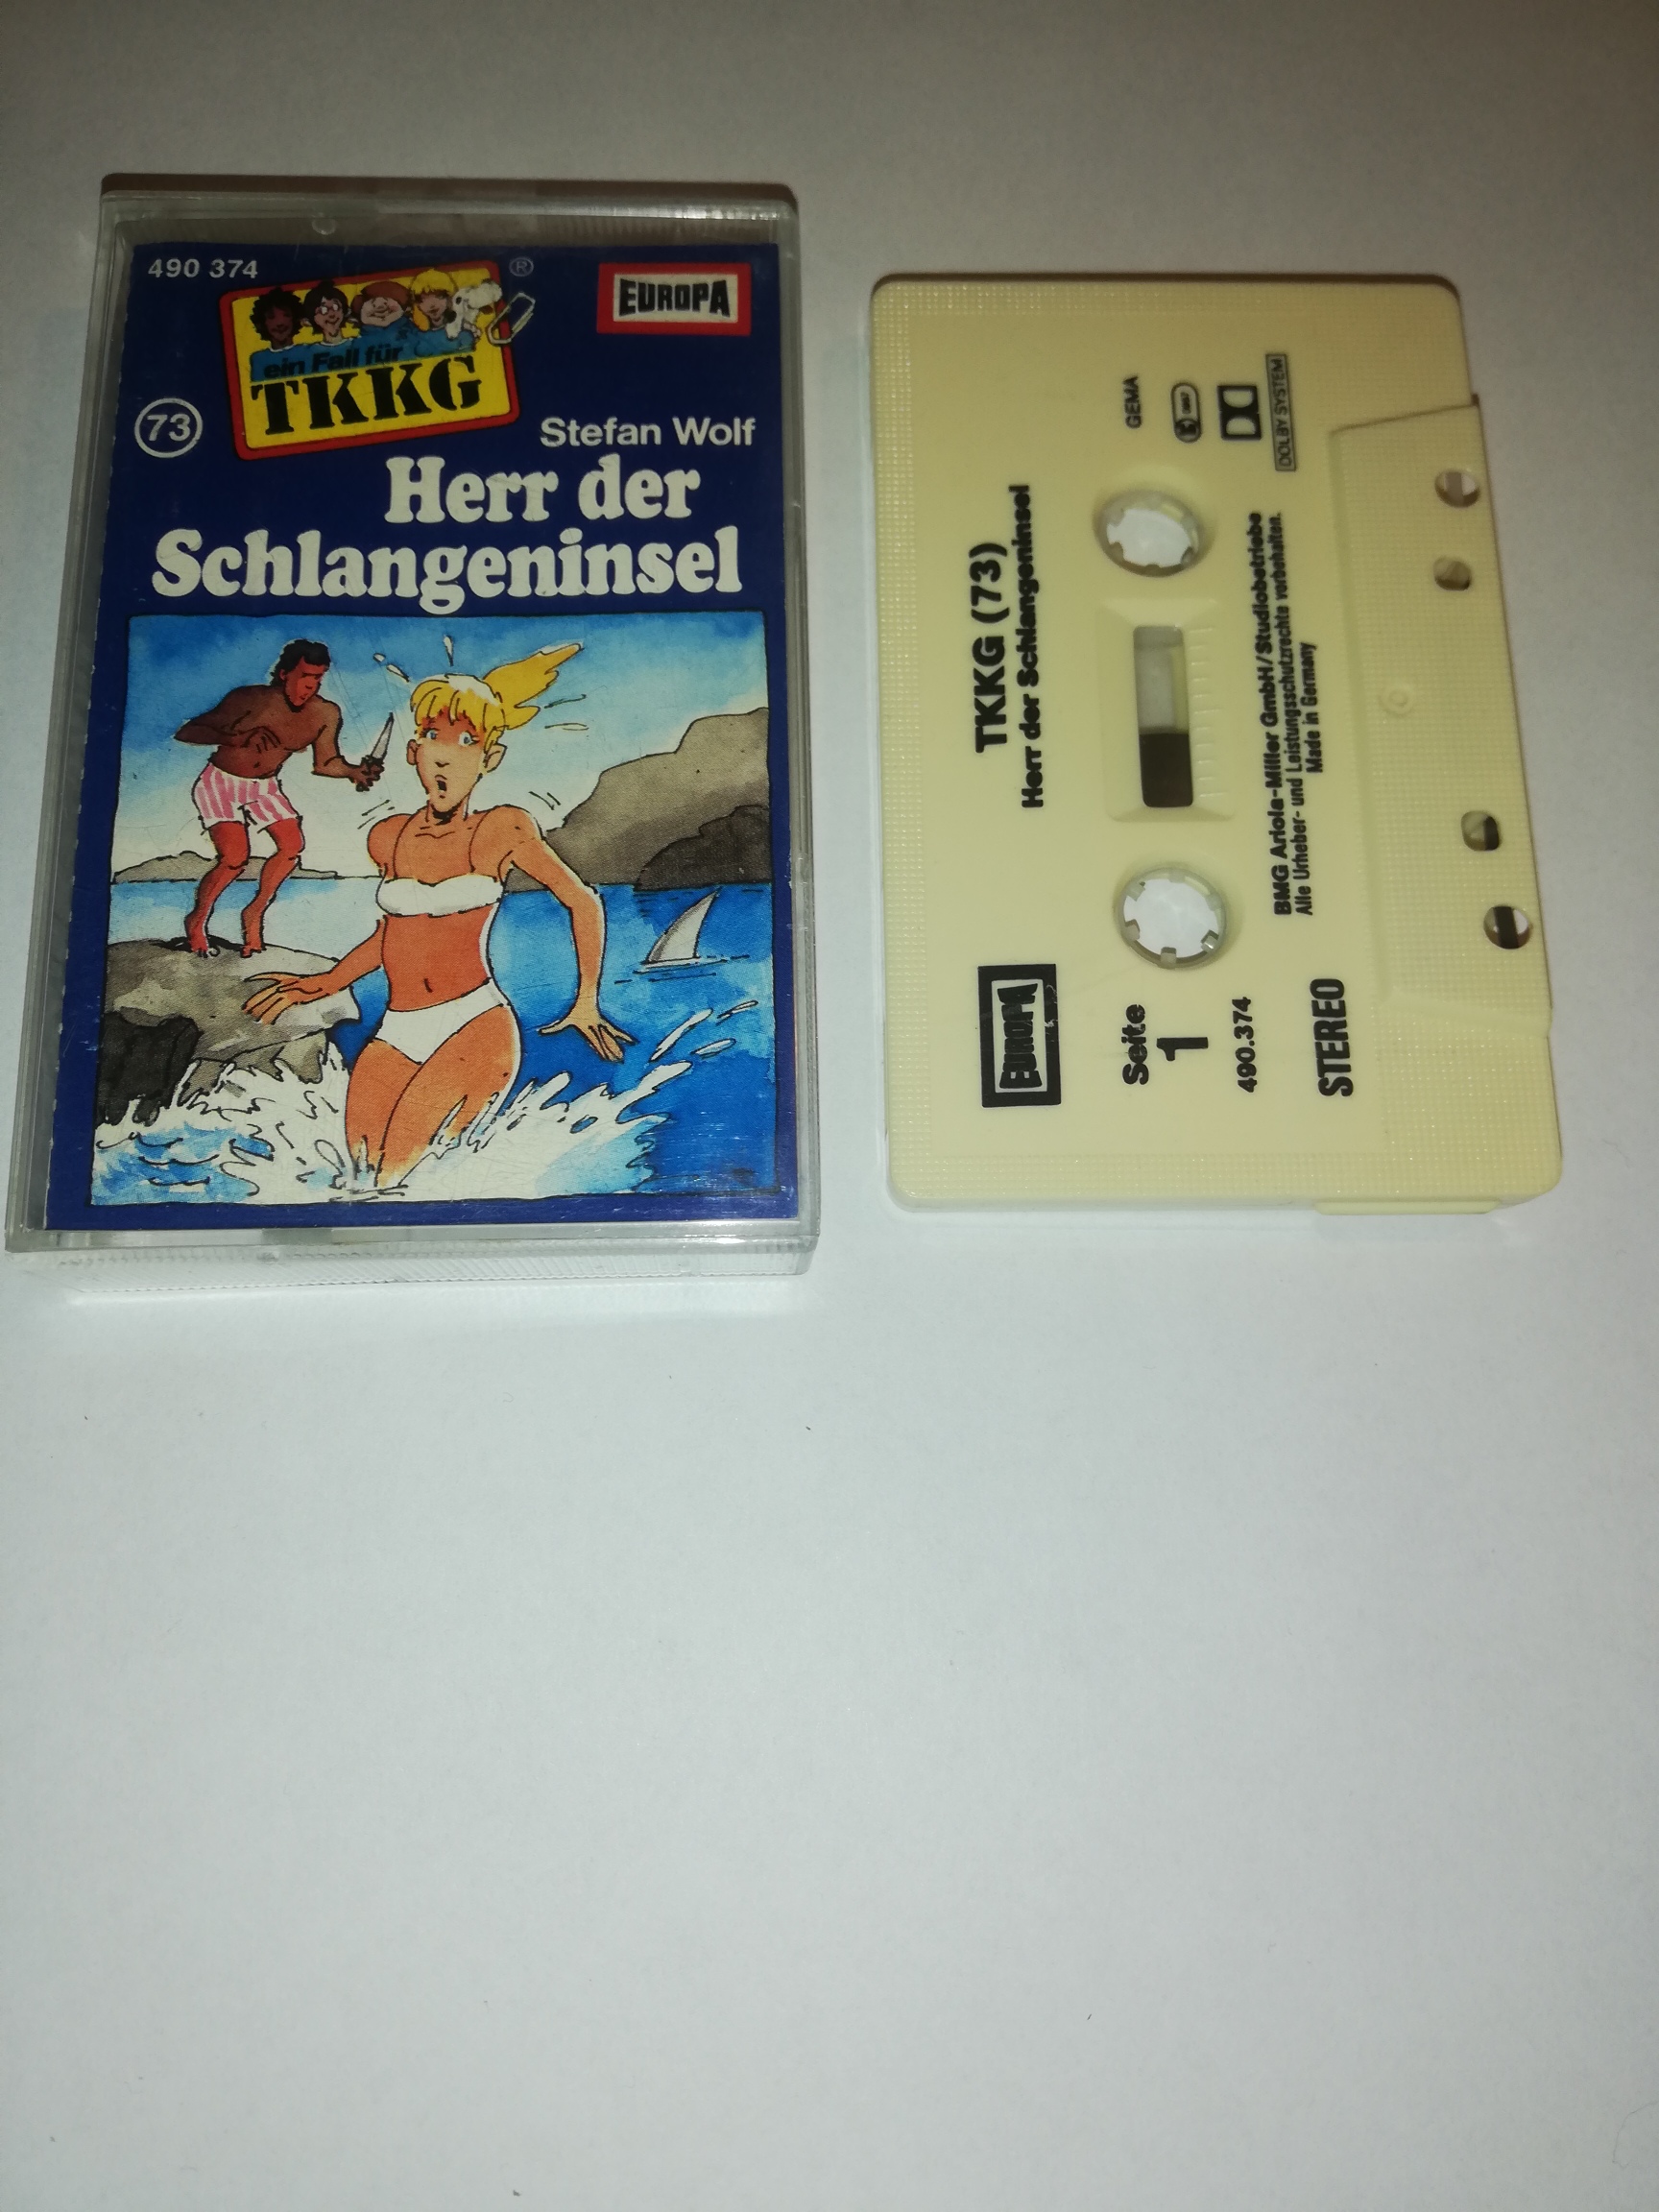 490 374
®
EUROPA
ein Fall für
TKKG
73
Stefan Wolf
Herr der
Schlangeninsel
TKKG (73)
Herr der Schlangeninsel
GEMA
DOLBY SYSTEM
EUROPA
Seite
1
490.374
STEREO
BMG Ariola-Miller GmbH/Studiobetriebe
Alle Urheber- und Leistungsschutzrechte vorbehalten.
Made in Germany